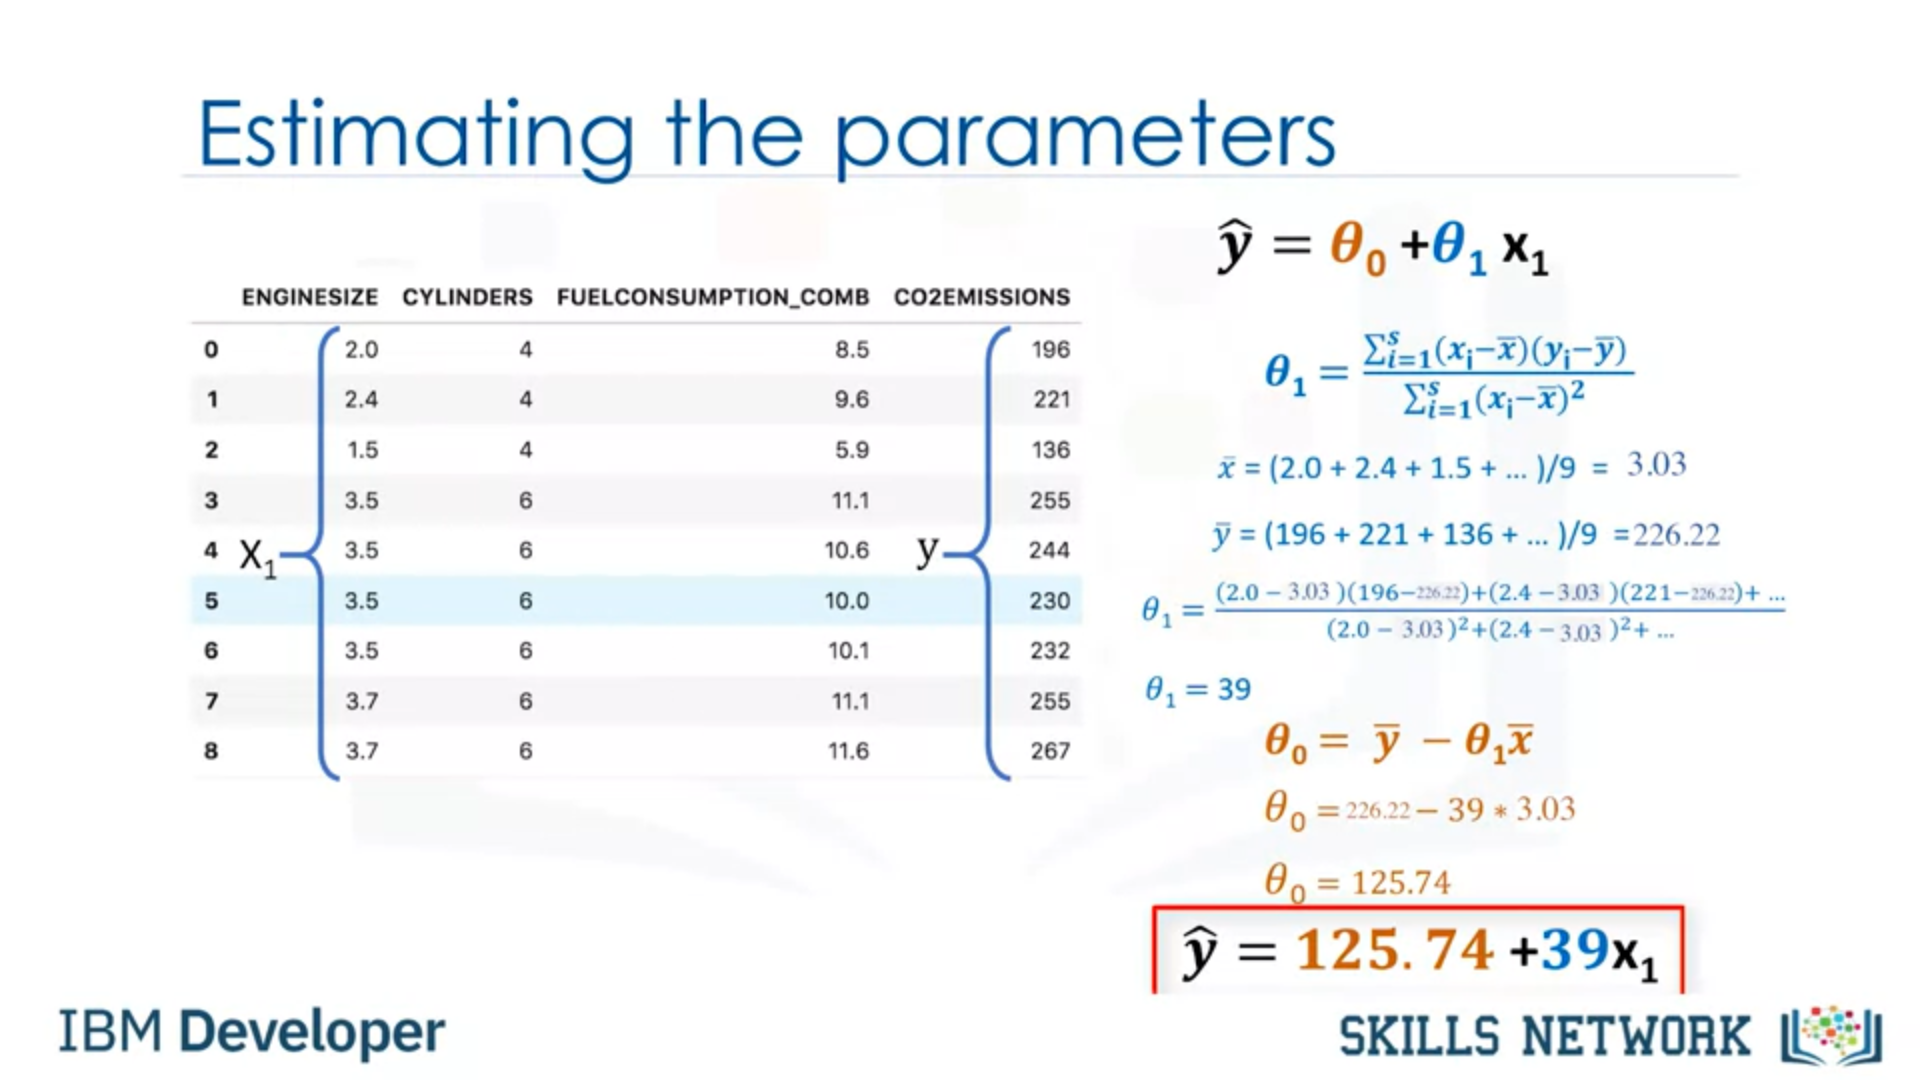 Estimating the parameters
ENGINESIZE CYLINDERS FUELCONSUMPTION_COMB CO2EMISSIONS
0 2.0 4 8.5 196
1 2.4 4 9.6 221
2 1.5 4 5.9 136
3 3.5 6 11.1 255
4 X₁ 3.5 6 10.6 y 244
5 3.5 6 10.0 230
6 3.5 6 10.1 232
7 3.7 6 11.1 255
8 3.7 6 11.6 267
ŷ = θ₀ +θ₁ x₁
θ₁ = ∑ˢᵢ₌₁(xᵢ−x̅)(yᵢ−y̅) / ∑ˢᵢ₌₁(xᵢ−x̅)²
x̅ = (2.0 + 2.4 + 1.5 + ... )/9 = 3.03
y̅ = (196 + 221 + 136 + ... )/9 =226.22
θ₁ = (2.0 − 3.03 )(196−226.22)+(2.4 −3.03 )(221−226.22)+ ... / (2.0 − 3.03 )²+(2.4 −3.03 )²+ ...
θ₁ = 39
θ₀ = y̅ − θ₁x̅
θ₀ = 226.22 − 39 * 3.03
θ₀ = 125.74
ŷ = 125.74 +39x₁
IBM Developer
SKILLS NETWORK